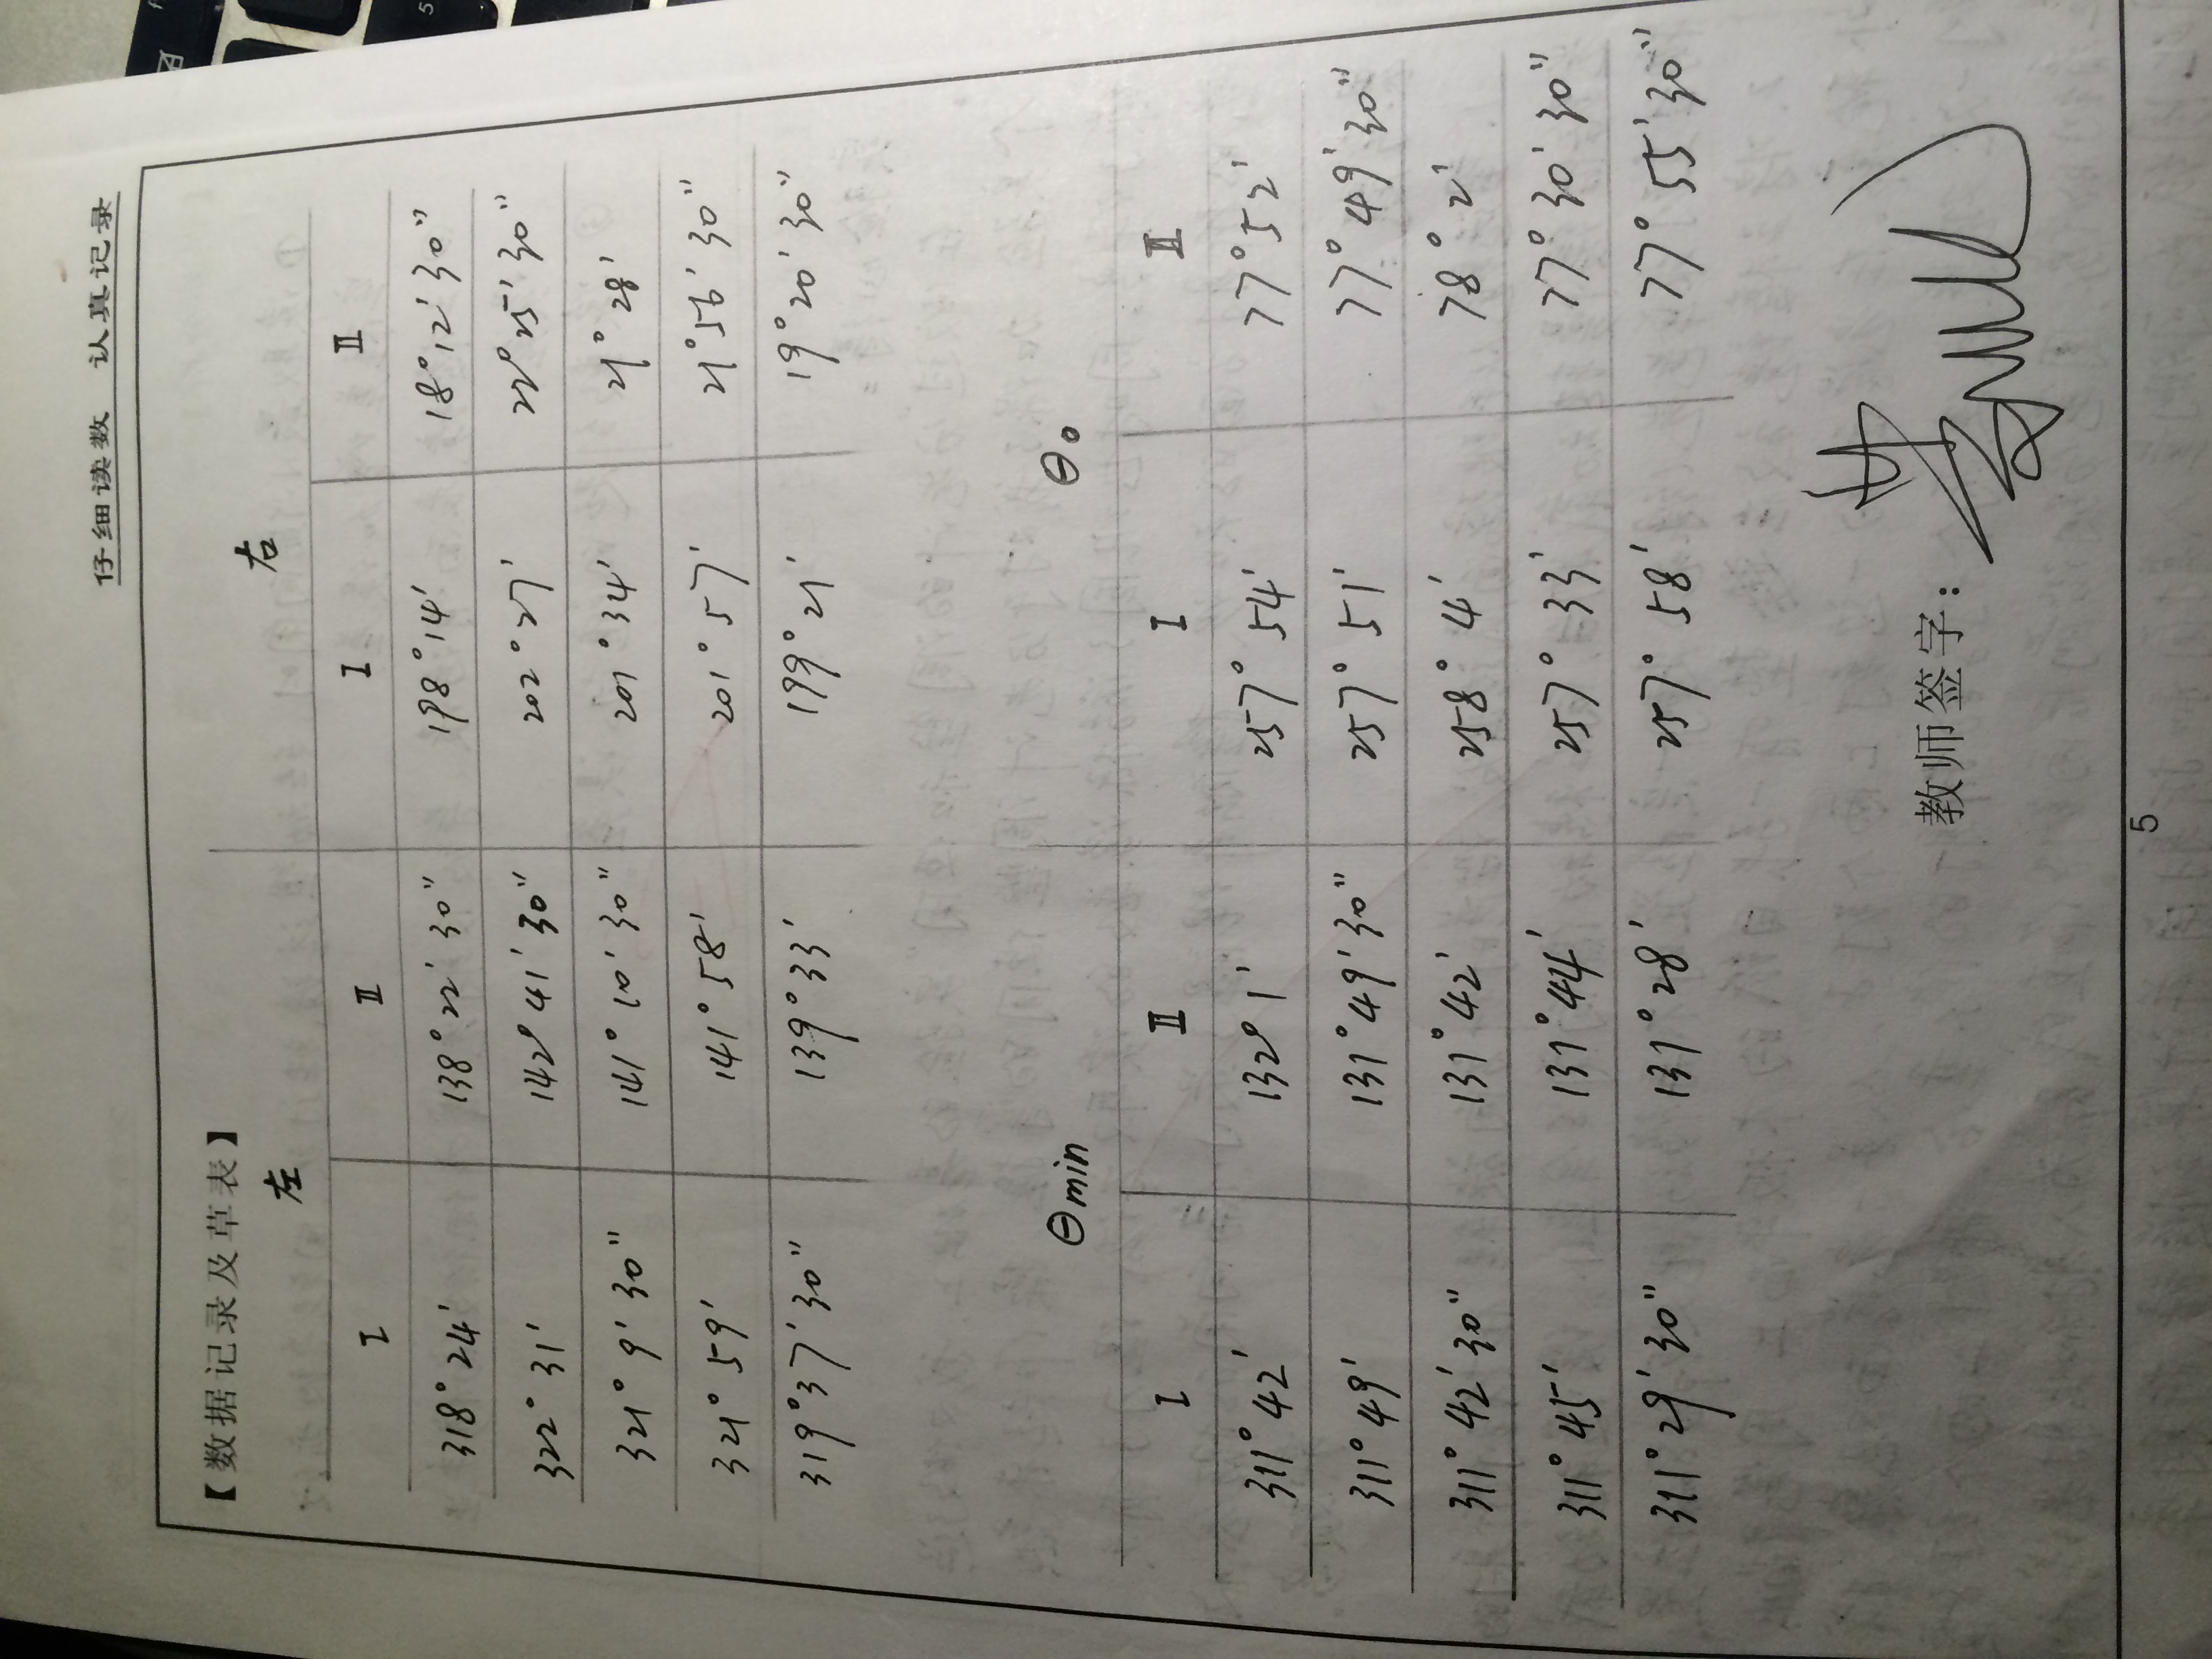 仔细读数 认真记录
【数据记录及草表】
左 右
I II I II
318°24′ 138°22′30″ 198°14′ 18°12′30″
322°31′ 142°41′30″ 202°27′ 22°25′30″
321°9′30″ 141°10′30″ 201°34′ 21°28′
321°59′ 141°58′ 201°57′ 21°56′30″
319°37′30″ 139°33′ 199°21′ 19°20′30″
θmin θ0
I II I II
311°42′ 132°1′ 257°54′ 77°52′
311°49′ 131°49′30″ 257°51′ 77°49′30″
311°42′30″ 131°42′ 258°4′ 78°2′
311°45′ 131°44′ 257°33′ 77°30′30″
311°29′30″ 131°28′ 257°58′ 77°55′30″
教师签字：
5